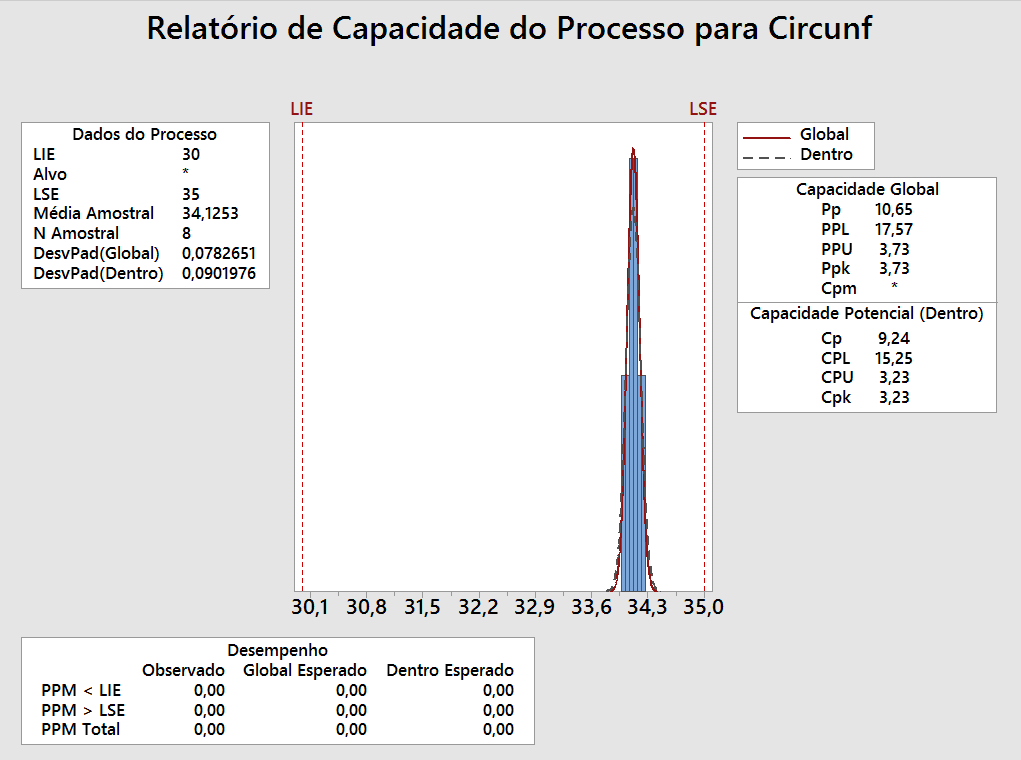 Relatório de Capacidade do Processo para Circunf
LIE LSE
Dados do Processo
LIE 30
Alvo *
LSE 35
Média Amostral 34,1253
N Amostral 8
DesvPad(Global) 0,0782651
DesvPad(Dentro) 0,0901976
Global
Dentro
Capacidade Global
Pp 10,65
PPL 17,57
PPU 3,73
Ppk 3,73
Cpm *
Capacidade Potencial (Dentro)
Cp 9,24
CPL 15,25
CPU 3,23
Cpk 3,23
30,1 30,8 31,5 32,2 32,9 33,6 34,3 35,0
Desempenho
Observado Global Esperado Dentro Esperado
PPM < LIE 0,00 0,00 0,00
PPM > LSE 0,00 0,00 0,00
PPM Total 0,00 0,00 0,00